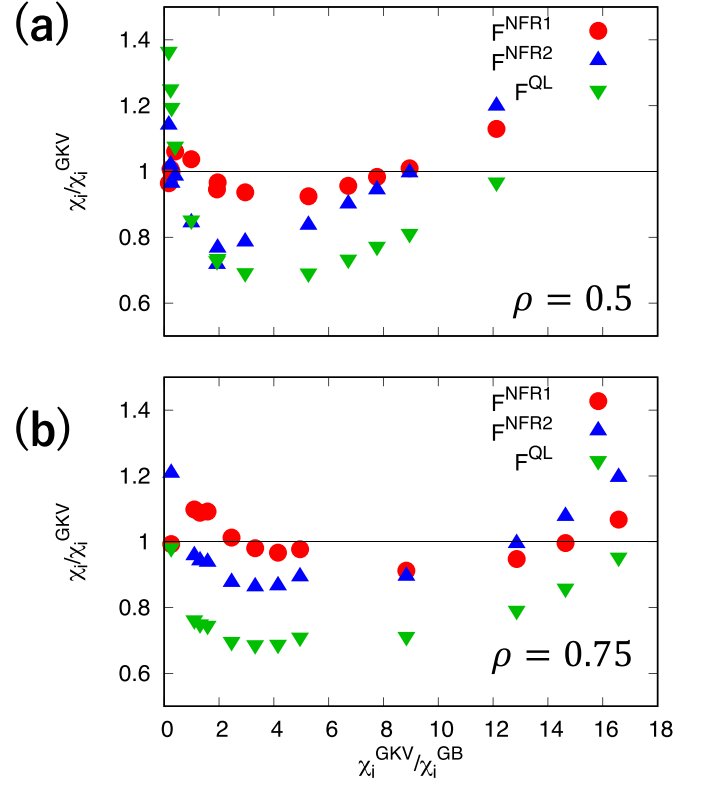 (a)
F^NFR1
F^NFR2
F^QL
1.4
1.2
1
0.8
0.6
χi/χi^GKV
ρ = 0.5
(b)
F^NFR1
F^NFR2
F^QL
1.4
1.2
1
0.8
0.6
χi/χi^GKV
ρ = 0.75
0 2 4 6 8 10 12 14 16 18
χi^GKV/χi^GB